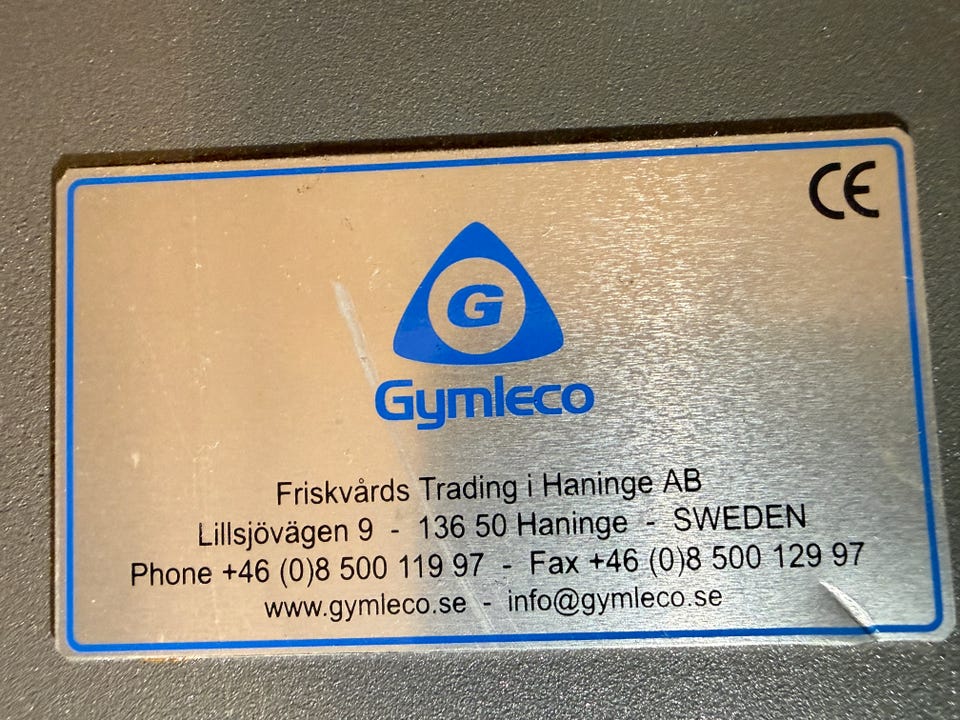 CE
G
Gymleco
Friskvårds Trading i Haninge AB
Lillsjövägen 9 - 136 50 Haninge - SWEDEN
Phone +46 (0)8 500 119 97 - Fax +46 (0)8 500 129 97
www.gymleco.se - info@gymleco.se